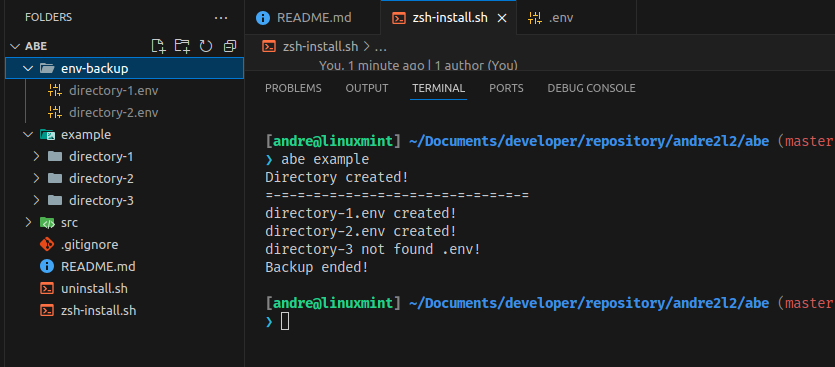 FOLDERS
ABE
env-backup
directory-1.env
directory-2.env
example
directory-1
directory-2
directory-3
src
.gitignore
README.md
uninstall.sh
zsh-install.sh
README.md
zsh-install.sh
.env
zsh-install.sh > ...
You, 1 minute ago | 1 author (You)
PROBLEMS OUTPUT TERMINAL PORTS DEBUG CONSOLE
[andre@linuxmint] ~/Documents/developer/repository/andre2l2/abe (master
❯ abe example
Directory created!
=-=-=-=-=-=-=-=-=-=-=-=-=-=-=
directory-1.env created!
directory-2.env created!
directory-3 not found .env!
Backup ended!
[andre@linuxmint] ~/Documents/developer/repository/andre2l2/abe (master
❯